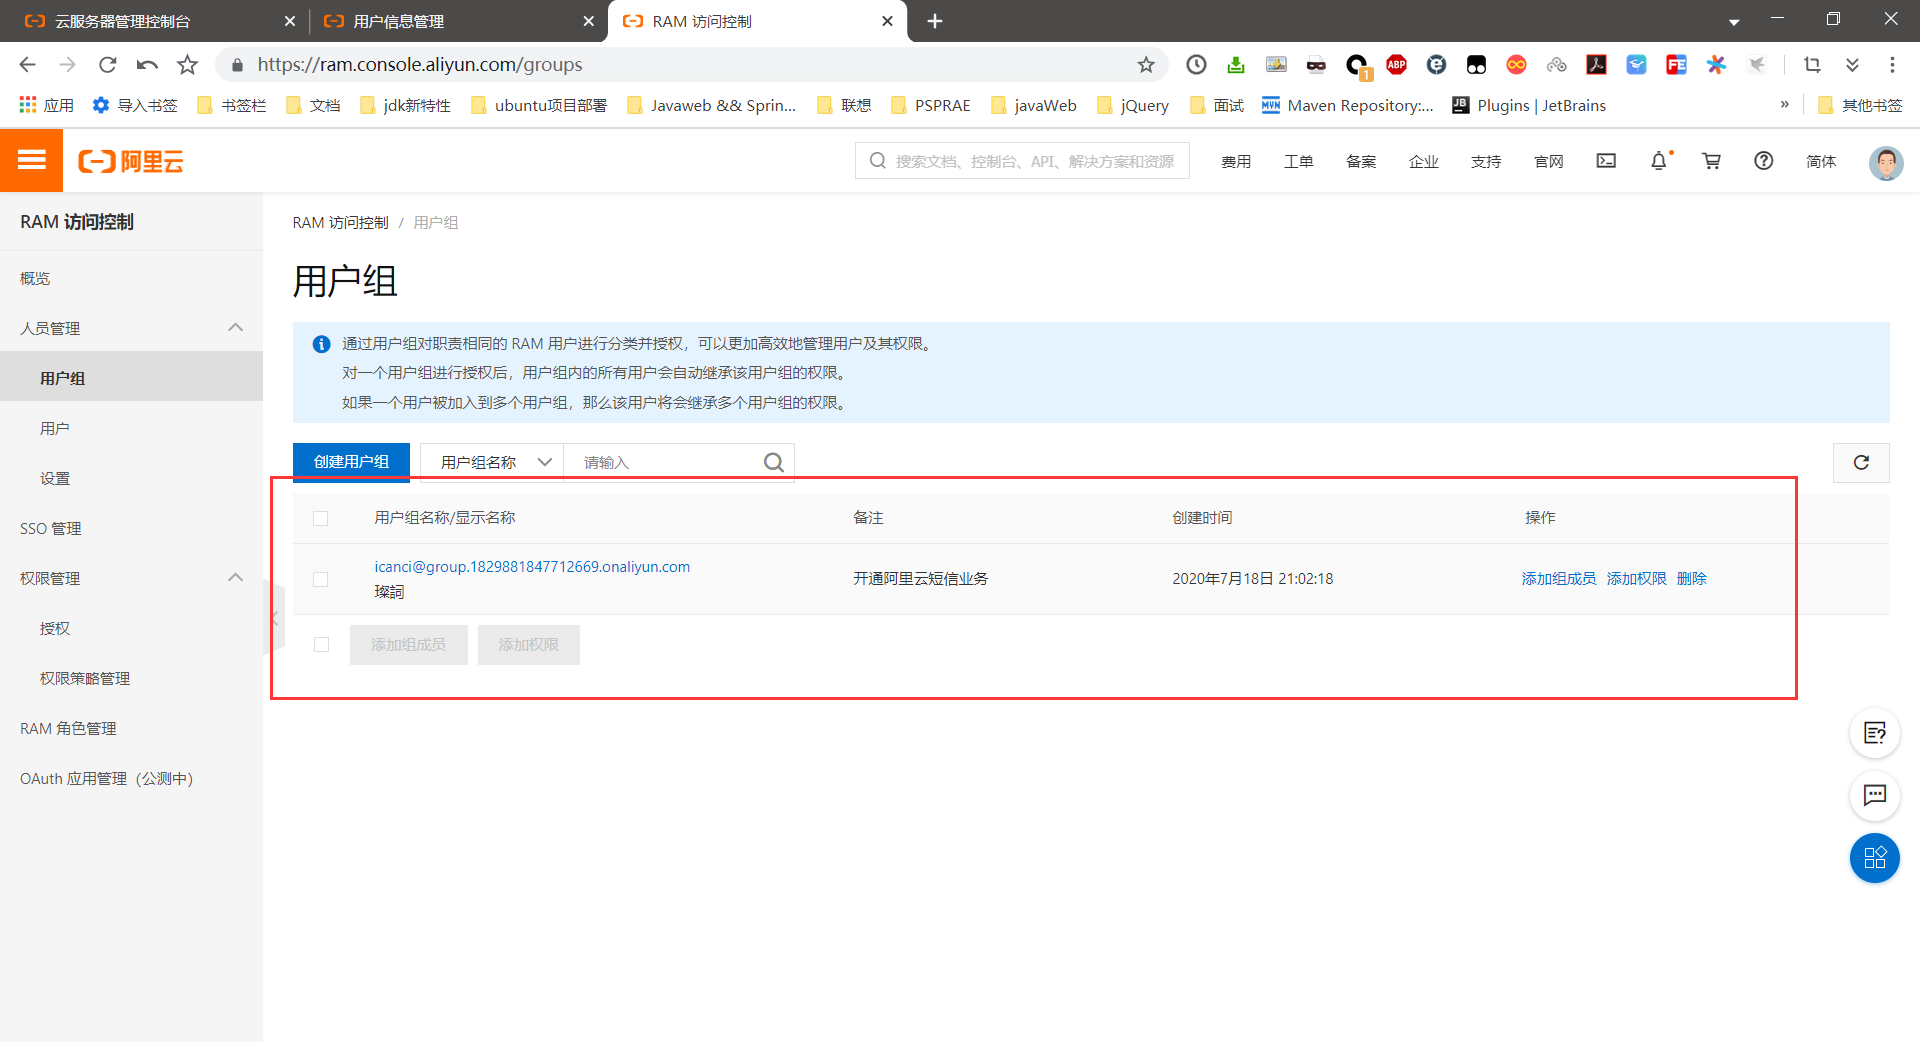 云服务器管理控制台
用户信息管理
RAM 访问控制
https://ram.console.aliyun.com/groups
ABP
1
FE
应用
导入书签
书签栏
文档
jdk新特性
ubuntu项目部署
Javaweb && Sprin...
联想
PSPRAE
javaWeb
jQuery
面试
MVN
Maven Repository:...
JB
Plugins | JetBrains
»
其他书签
阿里云
搜索文档、控制台、API、解决方案和资源
费用
工单
备案
企业
支持
官网
简体
RAM 访问控制
概览
人员管理
用户组
用户
设置
SSO 管理
权限管理
授权
权限策略管理
RAM 角色管理
OAuth 应用管理（公测中）
RAM 访问控制 / 用户组
用户组
通过用户组对职责相同的 RAM 用户进行分类并授权，可以更加高效地管理用户及其权限。
对一个用户组进行授权后，用户组内的所有用户会自动继承该用户组的权限。
如果一个用户被加入到多个用户组，那么该用户将会继承多个用户组的权限。
创建用户组
用户组名称
请输入
用户组名称/显示名称 备注 创建时间 操作
icanci@group.1829881847712669.onaliyun.com
璨詞
开通阿里云短信业务
2020年7月18日 21:02:18
添加组成员 添加权限 删除
添加组成员 添加权限